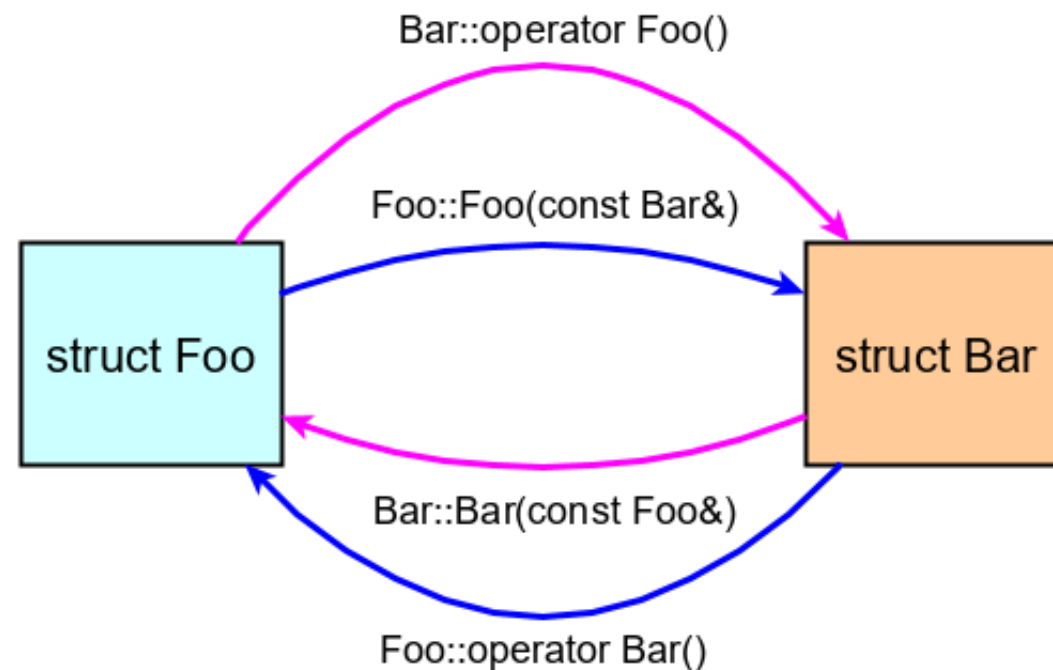 Bar::operator Foo()
Foo::Foo(const Bar&)
struct Foo
struct Bar
Bar::Bar(const Foo&)
Foo::operator Bar()